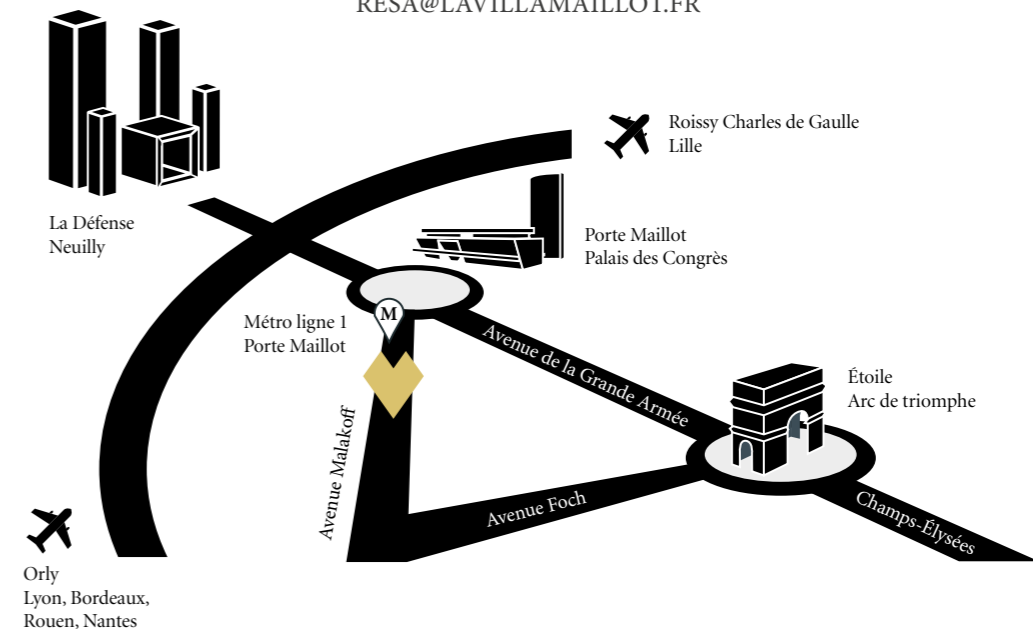 RESA@LAVILLAMAILLOT.FR
Roissy Charles de Gaulle
Lille
La Défense
Neuilly
Porte Maillot
Palais des Congrès
M
Métro ligne 1
Porte Maillot
Avenue de la Grande Armée
Étoile
Arc de triomphe
Avenue Malakoff
Avenue Foch
Champs-Élysées
Orly
Lyon, Bordeaux,
Rouen, Nantes